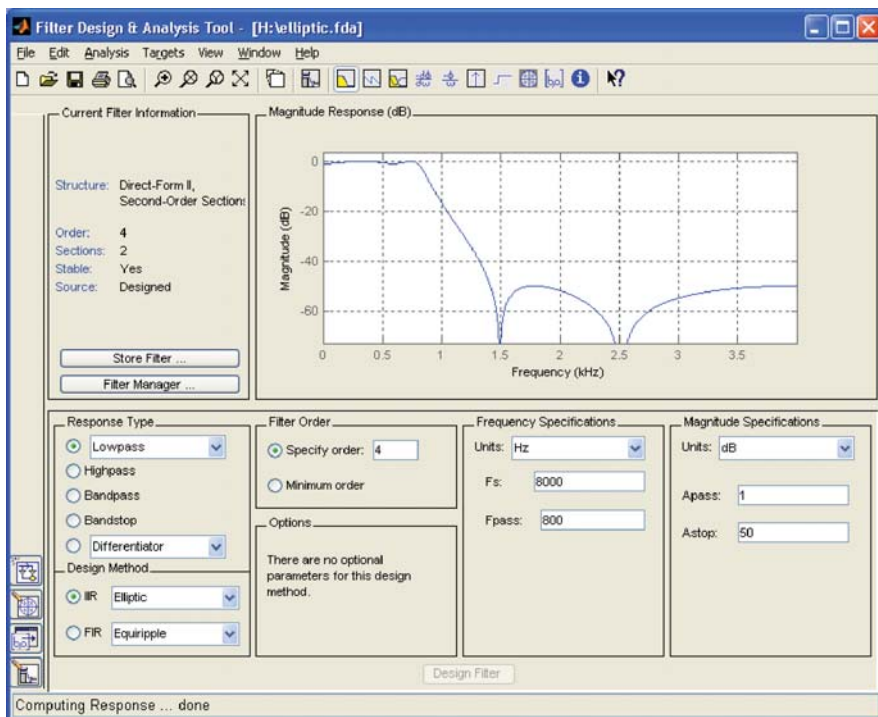 Filter Design & Analysis Tool - [H:\elliptic.fda]
File Edit Analysis Targets View Window Help
Current Filter Information
Structure: Direct-Form II,
Second-Order Sections
Order: 4
Sections: 2
Stable: Yes
Source: Designed
Store Filter ...
Filter Manager ...
Magnitude Response (dB)
Magnitude (dB)
0
-20
-40
-60
0 0.5 1 1.5 2 2.5 3 3.5
Frequency (kHz)
Response Type
Lowpass
Highpass
Bandpass
Bandstop
Differentiator
Design Method
IIR Elliptic
FIR Equiripple
Filter Order
Specify order: 4
Minimum order
Options
There are no optional
parameters for this design
method.
Frequency Specifications
Units: Hz
Fs: 8000
Fpass: 800
Magnitude Specifications
Units: dB
Apass: 1
Astop: 50
Design Filter
Computing Response ... done